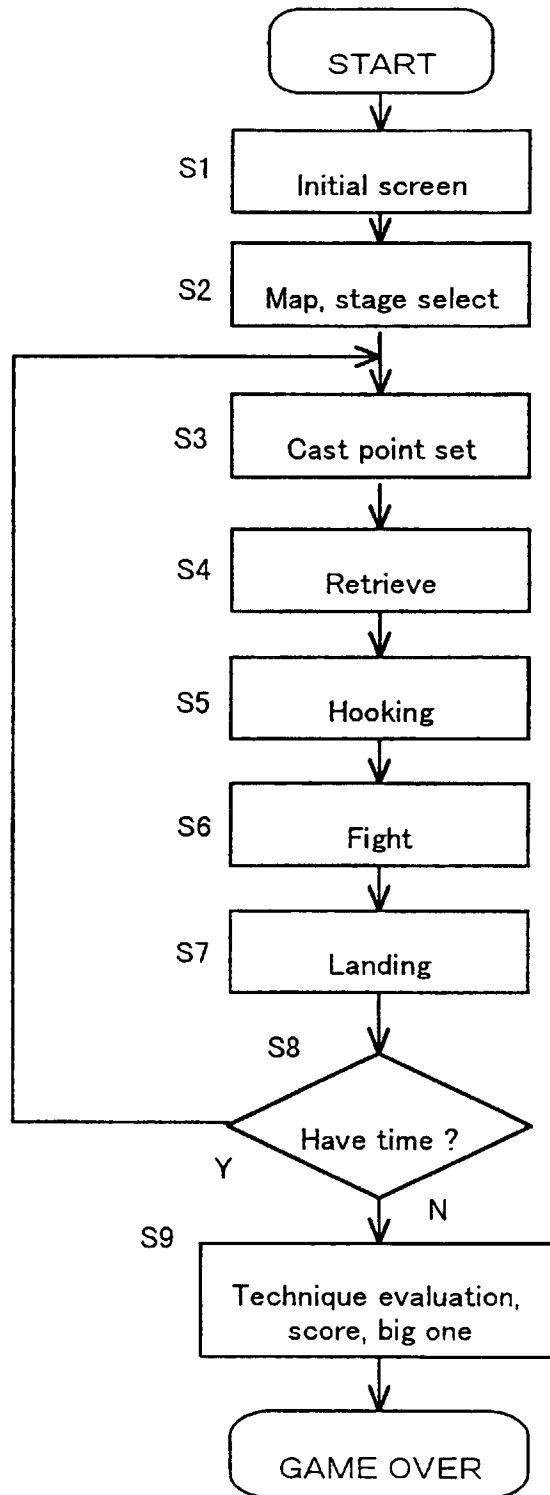 START
S1
Initial screen
S2
Map, stage select
S3
Cast point set
S4
Retrieve
S5
Hooking
S6
Fight
S7
Landing
S8
Have time ?
Y
N
S9
Technique evaluation,
score, big one
GAME OVER